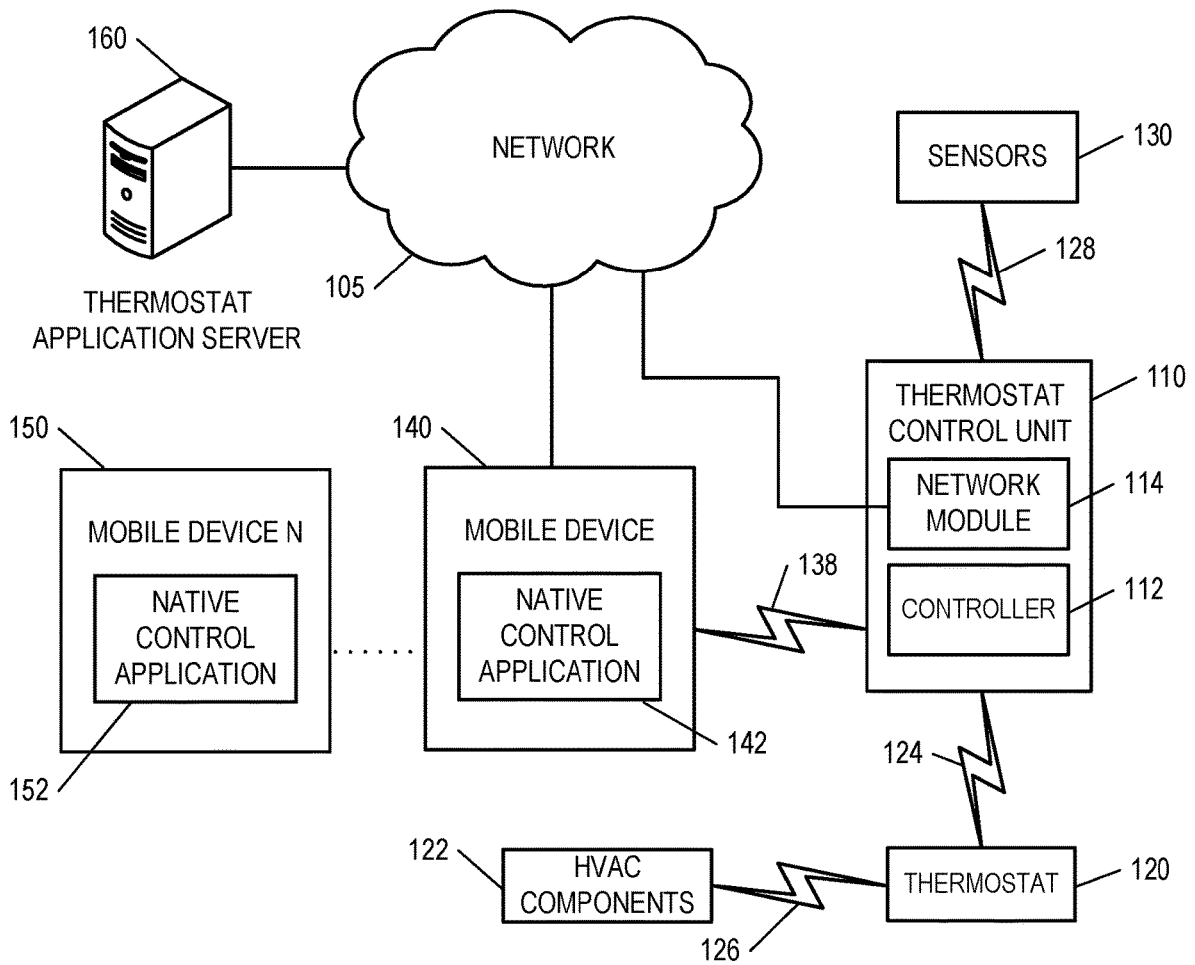 160
NETWORK
130
SENSORS
128
105
THERMOSTAT
APPLICATION SERVER
110
THERMOSTAT
CONTROL UNIT
150
140
NETWORK
MODULE
114
MOBILE DEVICE N
MOBILE DEVICE
138
NATIVE
CONTROL
APPLICATION
NATIVE
CONTROL
APPLICATION
CONTROLLER
112
152
142
124
122
HVAC
COMPONENTS
THERMOSTAT
120
126